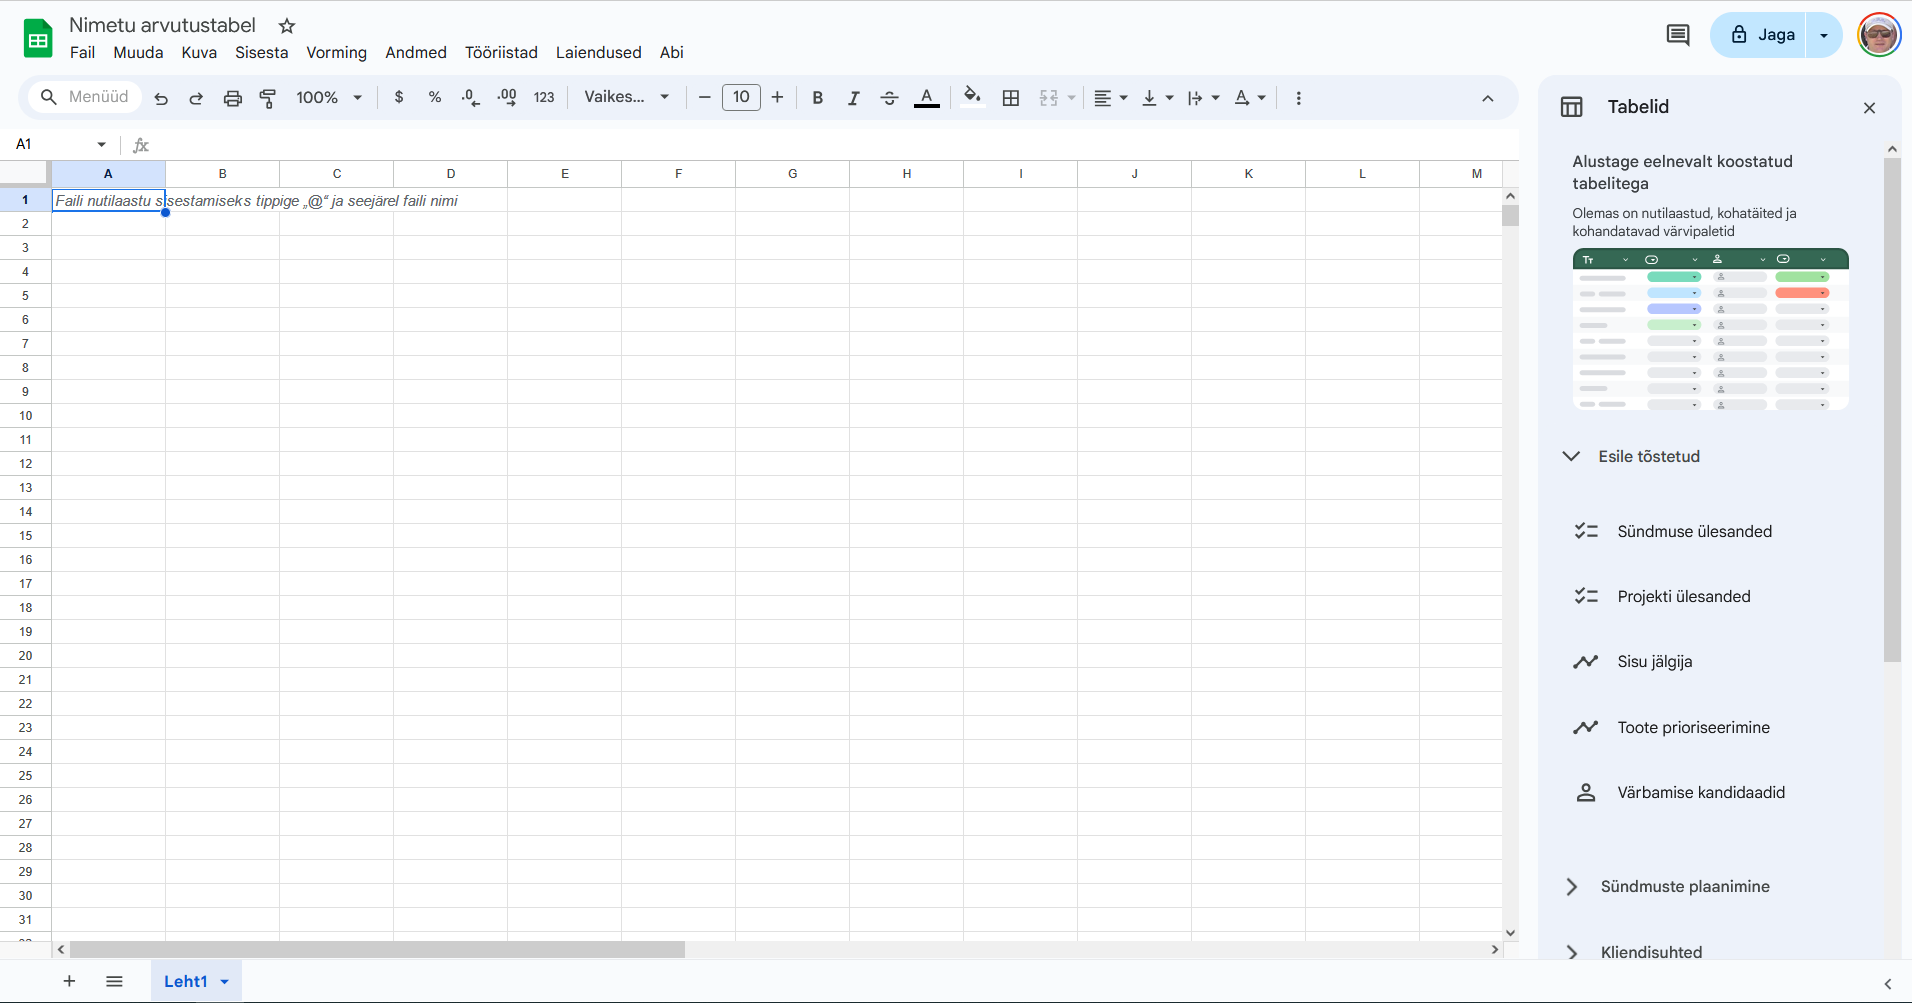 Nimetu arvutustabel
Fail Muuda Kuva Sisesta Vorming Andmed Tööriistad Laiendused Abi
Jaga
Menüüd 100% $ % .0 .00 123 Vaikes... 10 B I S A A
Tabelid
A1 fx
Alustage eelnevalt koostatud
tabelitega
Olemas on nutilaastud, kohatäited ja
kohandatavad värvipaletid
Tт
A B C D E F G H I J K L M
1 Faili nutilaastu sisestamiseks tippige „@“ ja seejärel faili nimi
2
3
4
5
6
7
8
9
10
11
12
13
14
15
16
17
18
19
20
21
22
23
24
25
26
27
28
29
30
31
Esile tõstetud
Sündmuse ülesanded
Projekti ülesanded
Sisu jälgija
Toote prioriseerimine
Värbamise kandidaadid
Sündmuste plaanimine
Kliendisuhted
Leht1